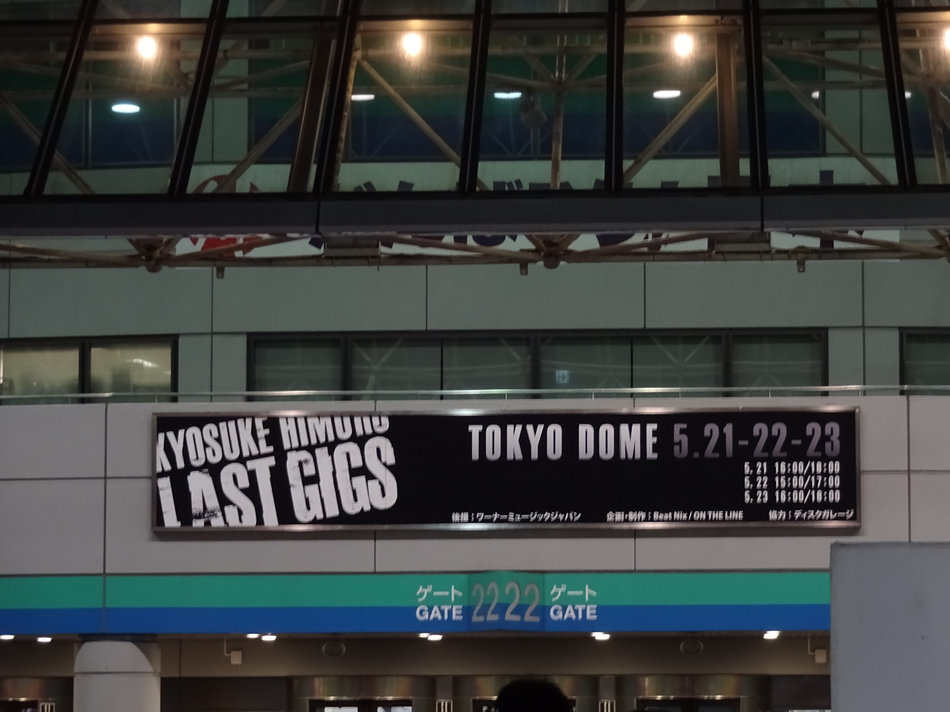 KYOSUKE HIMURO
LAST GIGS
TOKYO DOME 5.21-22-23
5.21 16:00/18:00
5.22 15:00/17:00
5.23 16:00/18:00
後援：ワーナーミュージックジャパン 企画・制作：Beat Nix / ON THE LINE 協力：ディスクガレージ
ゲート 22 22 ゲート
GATE GATE